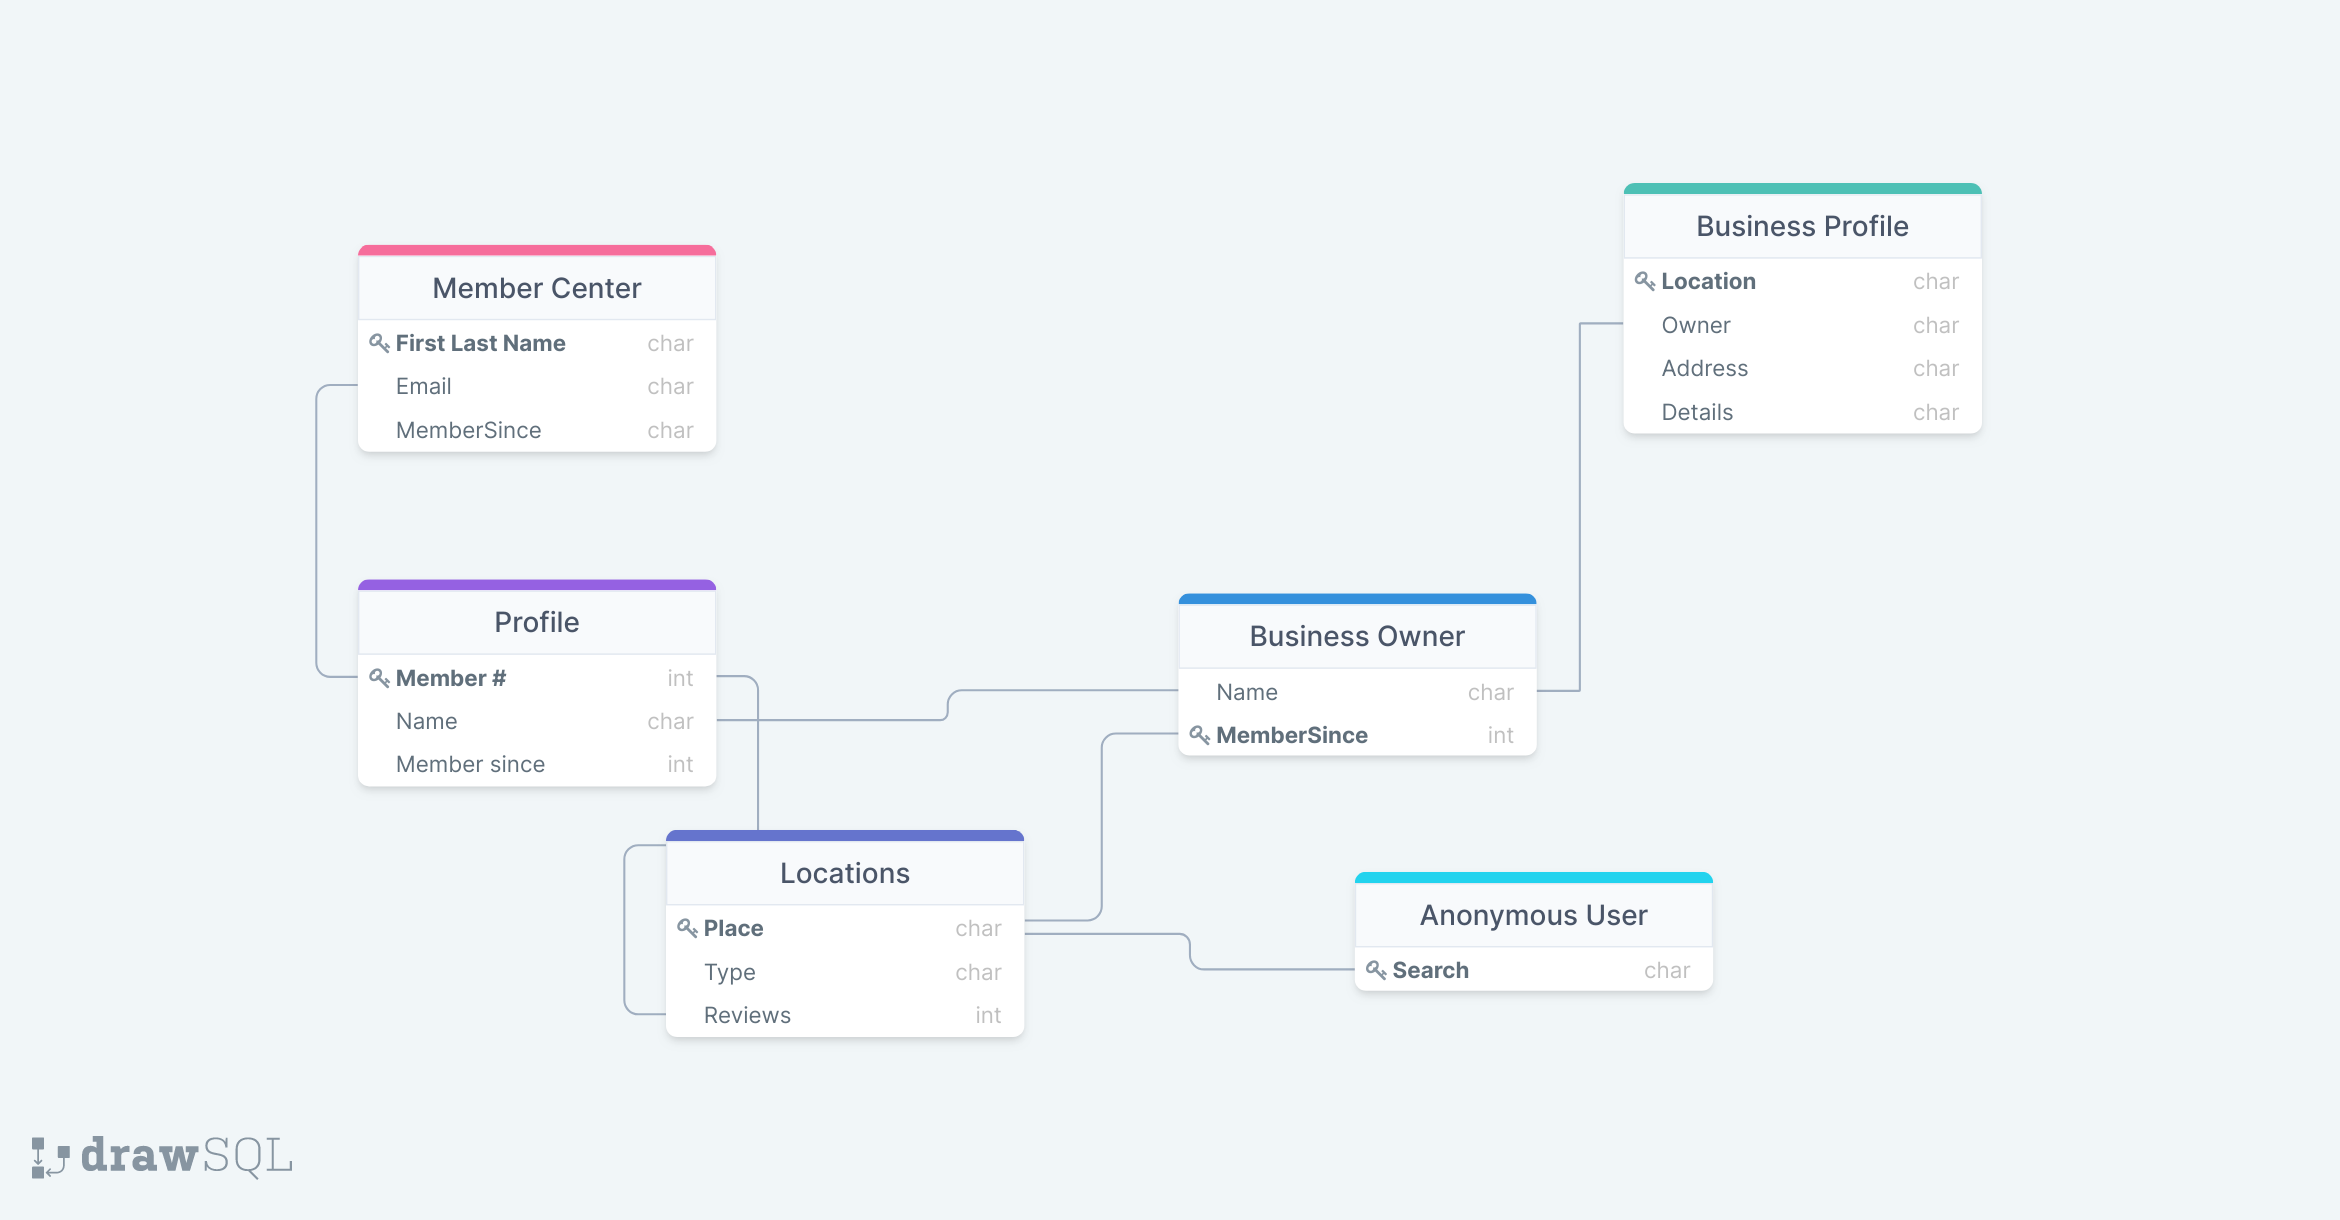 Business Profile
Location char
Owner char
Address char
Details char
Member Center
First Last Name char
Email char
MemberSince char
Profile
Member # int
Name char
Member since int
Business Owner
Name char
MemberSince int
Locations
Place char
Type char
Reviews int
Anonymous User
Search char
drawSQL